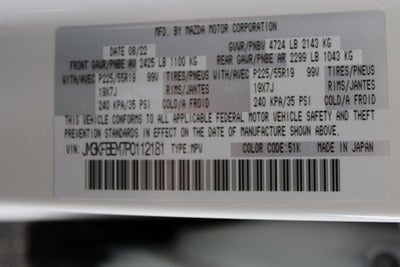 MFD. BY MAZDA MOTOR CORPORATION
DATE 08/22 GVWR/PNBV 4724 LB 2143 KG
FRONT GAWR/PNBE AV 2425 LB 1100 KG REAR GAWR/PNBE AR 2299 LB 1043 KG
WITH/AVEC P225/55R19 99V TIRES/PNEUS WITH/AVEC P225/55R19 99V TIRES/PNEUS
19X7J RIMS/JANTES 19X7J RIMS/JANTES
240 KPA/35 PSI COLD/A FROID 240 KPA/35 PSI COLD/A FROID
THIS VEHICLE CONFORMS TO ALL APPLICABLE FEDERAL MOTOR VEHICLE SAFETY AND THEFT
PREVENTION STANDARDS IN EFFECT ON THE DATE OF MANUFACTURE SHOWN ABOVE.
VIN: JM3KFBEM7P0112181 TYPE:MPV COLOR CODE:51K MADE IN JAPAN